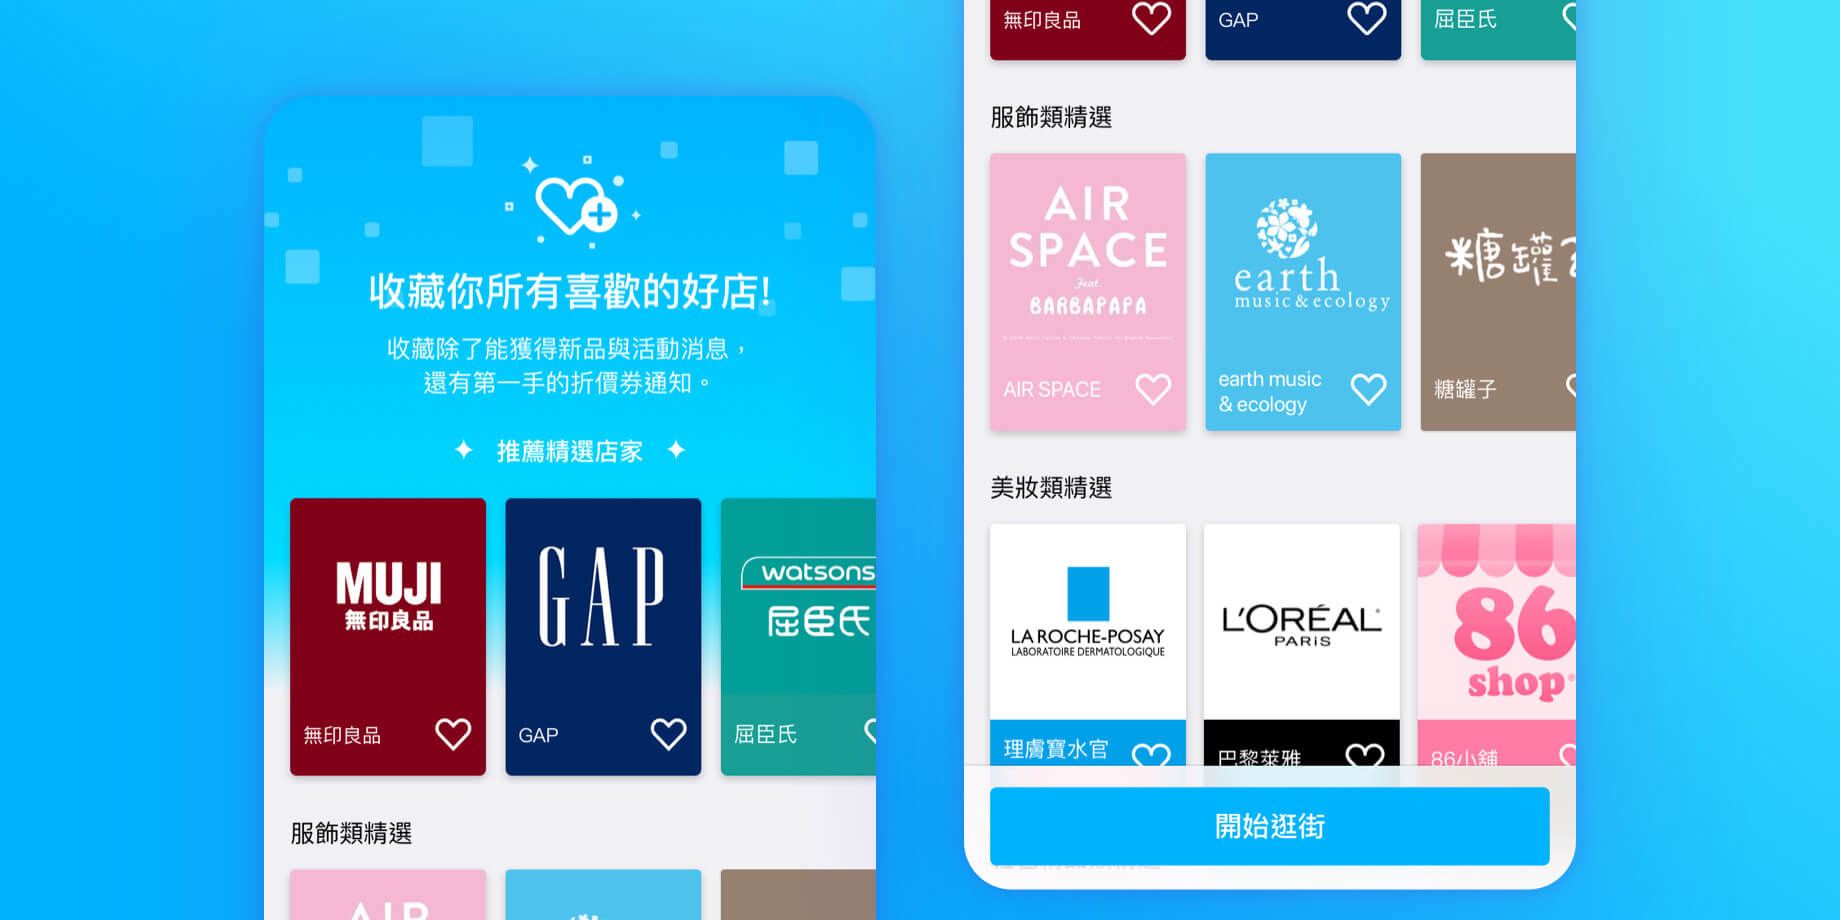 收藏你所有喜歡的好店!
收藏除了能獲得新品與活動消息，
還有第一手的折價券通知。
推薦精選店家
MUJI
無印良品
無印良品
GAP
GAP
watsons
屈臣氏
屈臣氏
服飾類精選
AIR
無印良品
GAP
屈臣氏
服飾類精選
AIR
SPACE
Feat.
BARBAPAPA
AIR SPACE
earth
music & ecology
earth music
& ecology
糖罐子
糖罐子
美妝類精選
LA ROCHE-POSAY
LABORATOIRE DERMATOLOGIQUE
理膚寶水官
L'ORÉAL
PARiS
巴黎萊雅
86
shop
86小舖
開始逛街